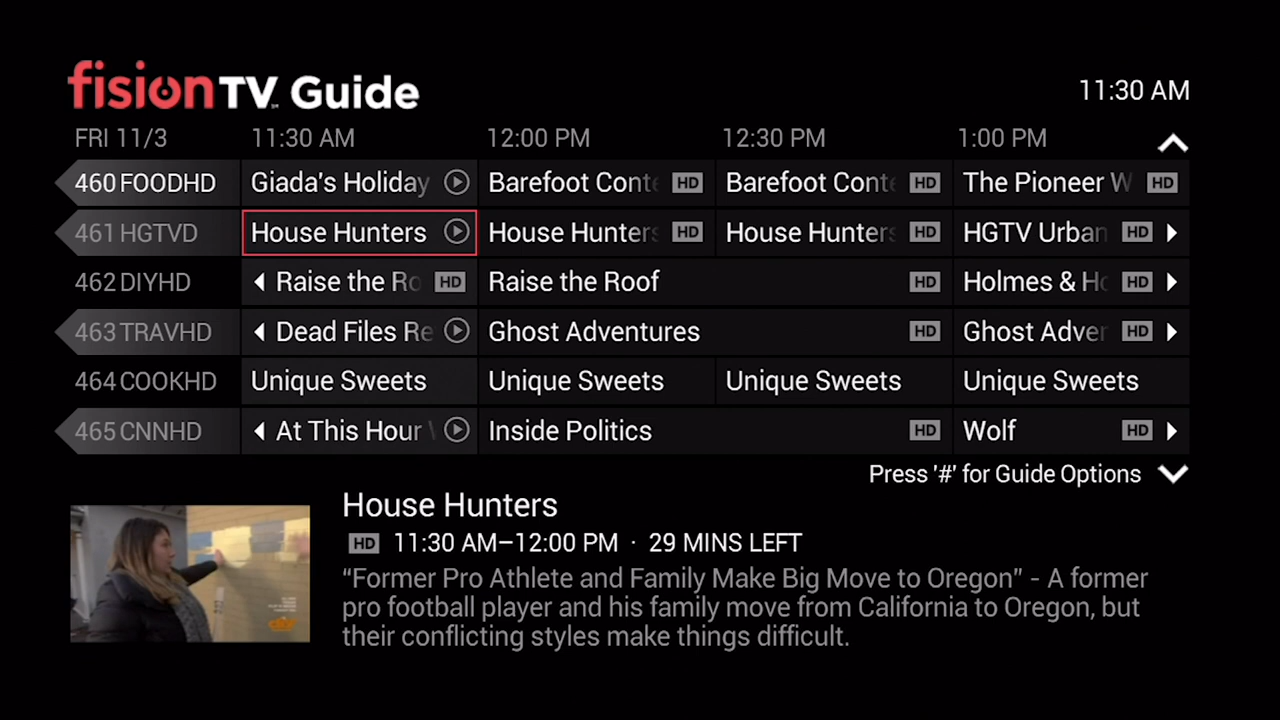 fision TV Guide 11:30 AM
FRI 11/3 11:30 AM 12:00 PM 12:30 PM 1:00 PM
460 FOODHD Giada's Holiday Barefoot Conte HD Barefoot Conte HD The Pioneer W HD
461 HGTVD House Hunters House Hunters HD House Hunters HD HGTV Urban HD
462 DIYHD Raise the Ro HD Raise the Roof HD Holmes & Ho HD
463 TRAVHD Dead Files Re Ghost Adventures HD Ghost Adver HD
464 COOKHD Unique Sweets Unique Sweets Unique Sweets Unique Sweets
465 CNNHD At This Hour Inside Politics HD Wolf HD
Press '#' for Guide Options
House Hunters
HD 11:30 AM–12:00 PM · 29 MINS LEFT
“Former Pro Athlete and Family Make Big Move to Oregon” - A former
pro football player and his family move from California to Oregon, but
their conflicting styles make things difficult.
diy